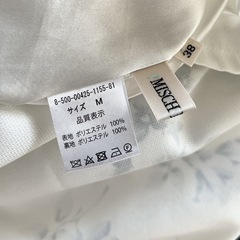 8-500-00425-1155-81
サイズ M
品質表示
表地 ポリエステル 100%
裏地 ポリエステル 100%
MISCH
38